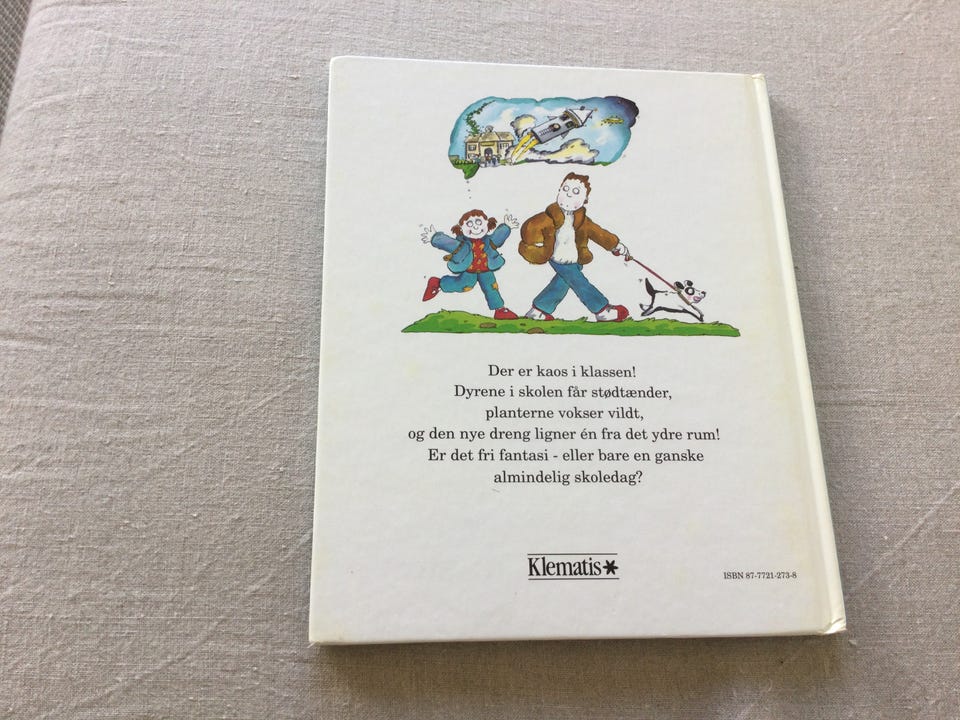 Der er kaos i klassen!
Dyrene i skolen får stødtænder,
planterne vokser vildt,
og den nye dreng ligner én fra det ydre rum!
Er det fri fantasi - eller bare en ganske
almindelig skoledag?
Klematis*
ISBN 87-7721-273-8